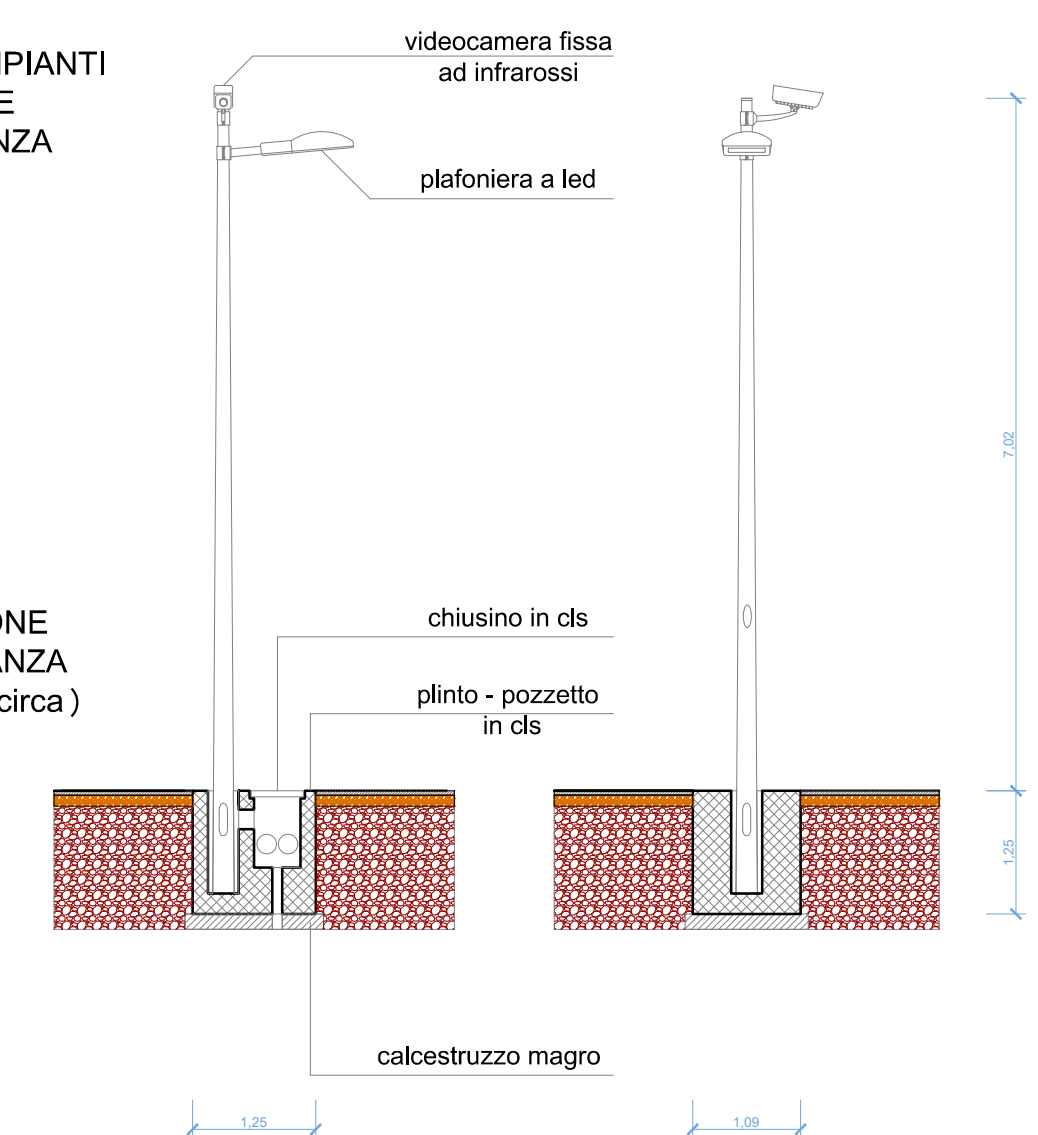 MPIANTI
E
NZA
videocamera fissa
ad infrarossi
plafoniera a led
7,02
ONE
ANZA
circa)
chiusino in cls
plinto - pozzetto
in cls
1,25
calcestruzzo magro
1,25
1,09